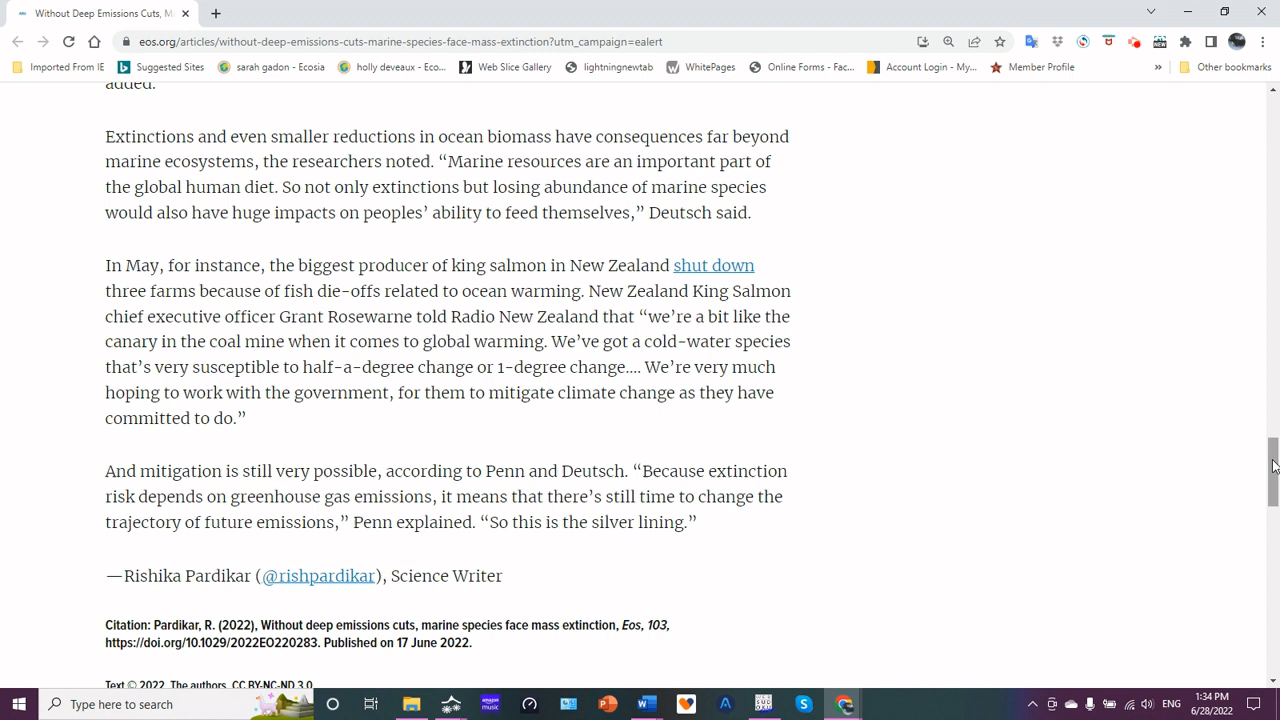 Without Deep Emissions Cuts, M
eos.org/articles/without-deep-emissions-cuts-marine-species-face-mass-extinction?utm_campaign=ealert
Imported From IE
Suggested Sites
sarah gadon - Ecosia
holly deveaux - Eco...
Web Slice Gallery
lightningnewtab
WhitePages
Online Forms - Fac...
Account Login - My...
Member Profile
»
Other bookmarks
added.
Extinctions and even smaller reductions in ocean biomass have consequences far beyond
marine ecosystems, the researchers noted. “Marine resources are an important part of
the global human diet. So not only extinctions but losing abundance of marine species
would also have huge impacts on peoples’ ability to feed themselves,” Deutsch said.
In May, for instance, the biggest producer of king salmon in New Zealand shut down
three farms because of fish die-offs related to ocean warming. New Zealand King Salmon
chief executive officer Grant Rosewarne told Radio New Zealand that “we’re a bit like the
canary in the coal mine when it comes to global warming. We’ve got a cold-water species
that’s very susceptible to half-a-degree change or 1-degree change.... We’re very much
hoping to work with the government, for them to mitigate climate change as they have
committed to do.”
And mitigation is still very possible, according to Penn and Deutsch. “Because extinction
risk depends on greenhouse gas emissions, it means that there’s still time to change the
trajectory of future emissions,” Penn explained. “So this is the silver lining.”
—Rishika Pardikar (@rishpardikar), Science Writer
Citation: Pardikar, R. (2022), Without deep emissions cuts, marine species face mass extinction, Eos, 103,
https://doi.org/10.1029/2022EO220283. Published on 17 June 2022.
Text © 2022. The authors. CC BY-NC-ND 3.0
Type here to search
ENG
1:34 PM
6/28/2022